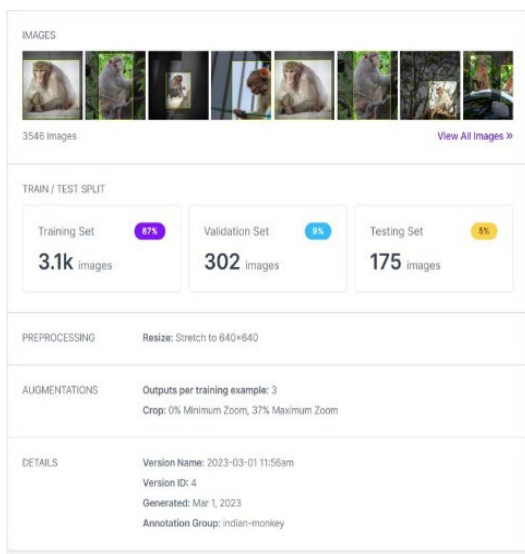 IMAGES
3546 images
View All Images »
TRAIN / TEST SPLIT
Training Set 87%
3.1k images
Validation Set 9%
302 images
Testing Set 5%
175 images
PREPROCESSING Resize: Stretch to 640×640
AUGMENTATIONS Outputs per training example: 3
Crop: 0% Minimum Zoom, 37% Maximum Zoom
DETAILS Version Name: 2023-03-01 11:56am
Version ID: 4
Generated: Mar 1, 2023
Annotation Group: indian-monkey